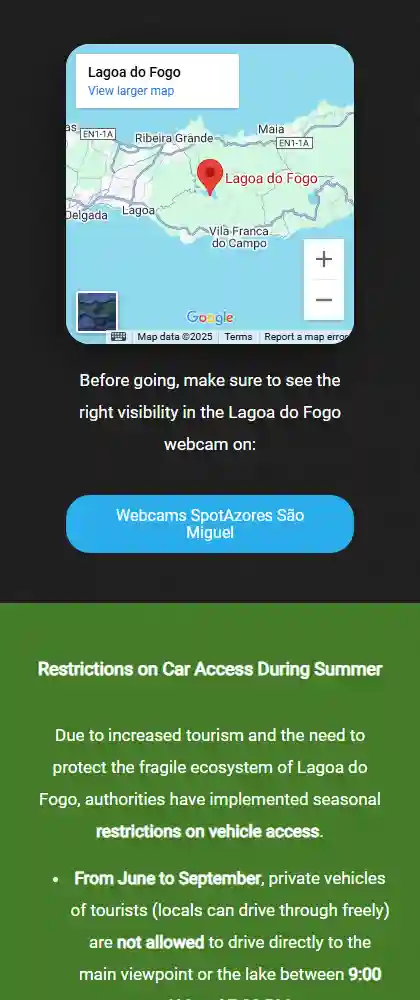 Lagoa do Fogo
View larger map
EN1-1A
Ribeira Grande
Maia
EN1-1A
Lagoa do Fogo
Lagoa
Vila Franca
do Campo
+
−
Google
Map data ©2025 Terms Report a map error
Before going, make sure to see the
right visibility in the Lagoa do Fogo
webcam on:
Webcams SpotAzores São
Miguel
Restrictions on Car Access During Summer
Due to increased tourism and the need to
protect the fragile ecosystem of Lagoa do
Fogo, authorities have implemented seasonal
restrictions on vehicle access.
• From June to September, private vehicles
of tourists (locals can drive through freely)
are not allowed to drive directly to the
main viewpoint or the lake between 9:00